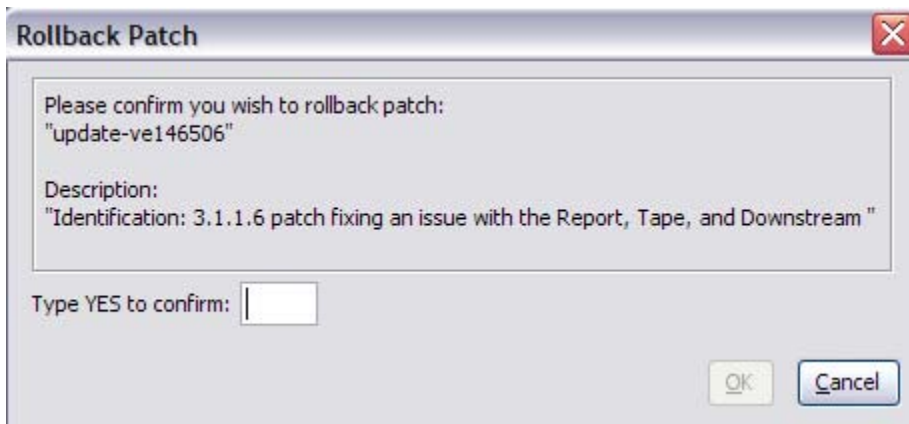 Rollback Patch
Please confirm you wish to rollback patch:
"update-ve146506"
Description:
"Identification: 3.1.1.6 patch fixing an issue with the Report, Tape, and Downstream "
Type YES to confirm:
OK
Cancel